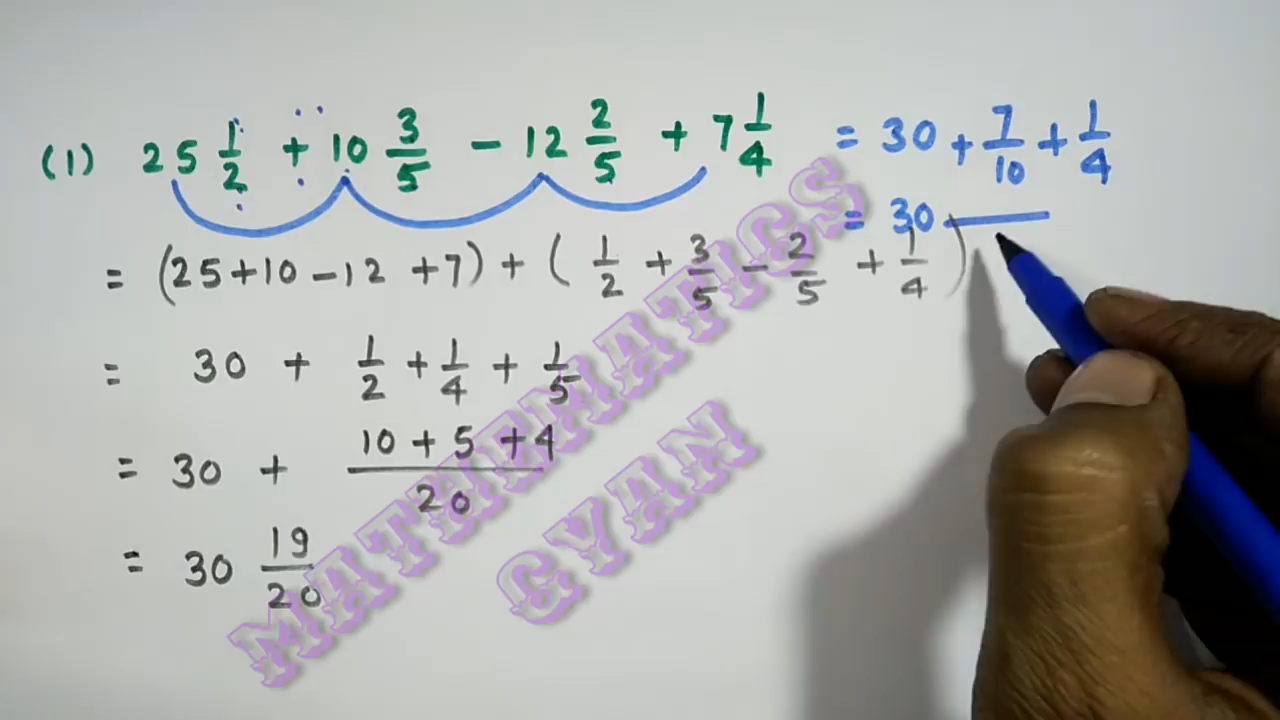 (1) 25 1/2 + 10 3/5 - 12 2/5 + 7 1/4
= (25+10-12+7) + (1/2 + 3/5 - 2/5 + 1/4)
= 30 + 1/2 + 1/4 + 1/5
= 30 + 10+5+4/20
= 30 19/20
= 30 + 7/10 + 1/4
= 30
MATHEMATICS
GYAN